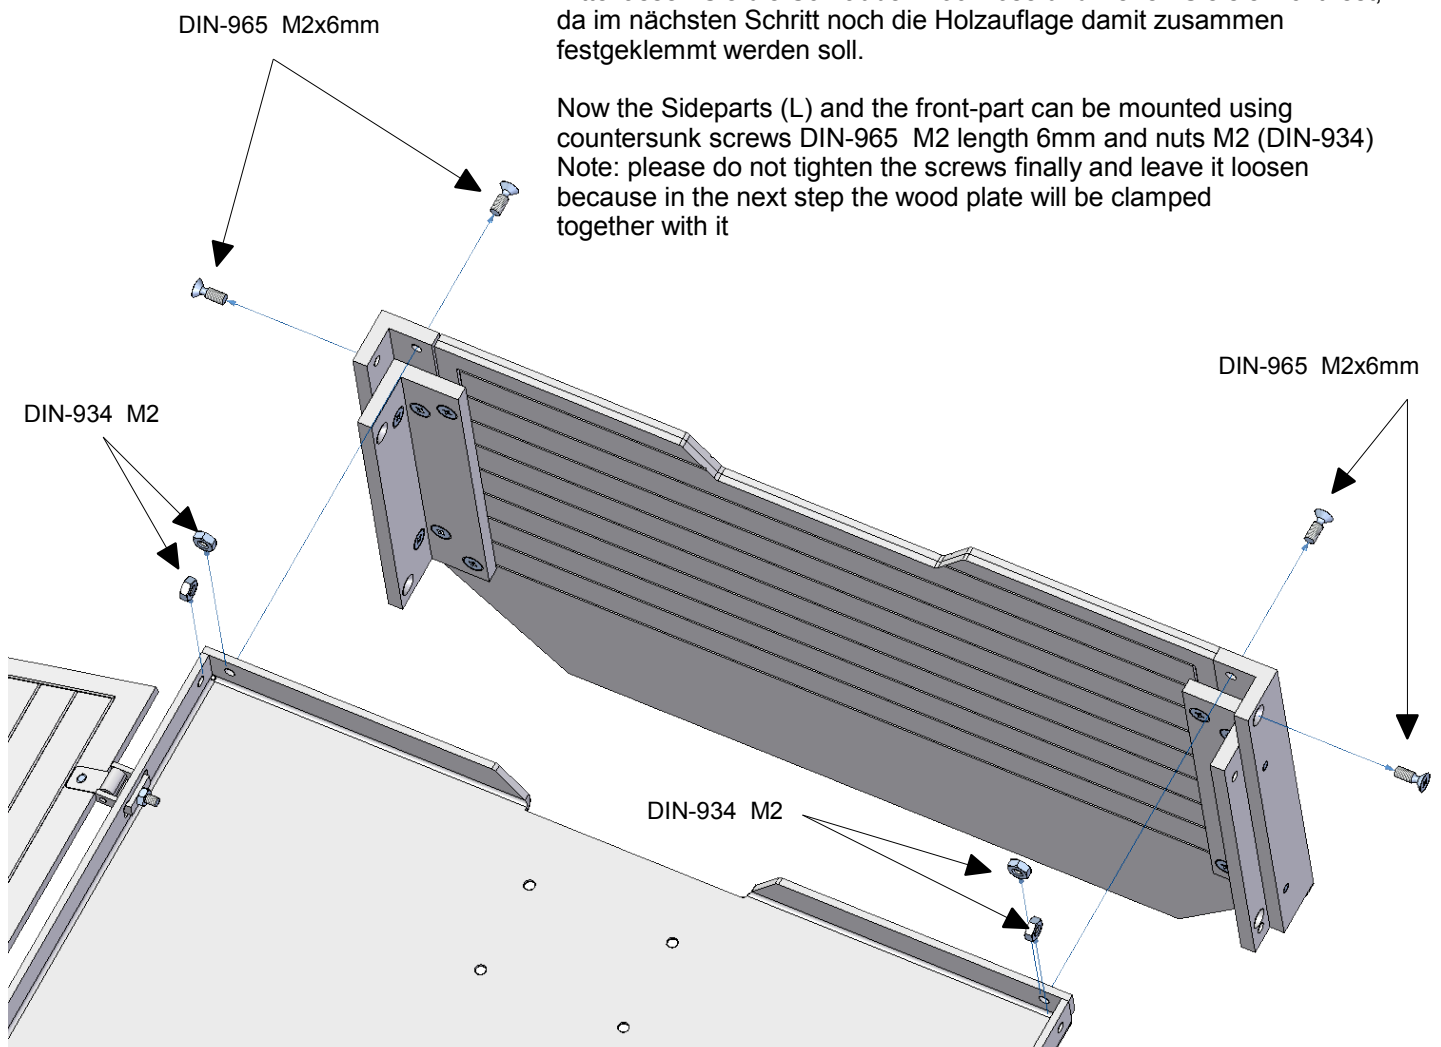 DIN-965 M2x6mm
da im nächsten Schritt noch die Holzauflage damit zusammen
festgeklemmt werden soll.
Now the Sideparts (L) and the front-part can be mounted using
countersunk screws DIN-965 M2 length 6mm and nuts M2 (DIN-934)
Note: please do not tighten the screws finally and leave it loosen
because in the next step the wood plate will be clamped
together with it
DIN-965 M2x6mm
DIN-934 M2
DIN-934 M2